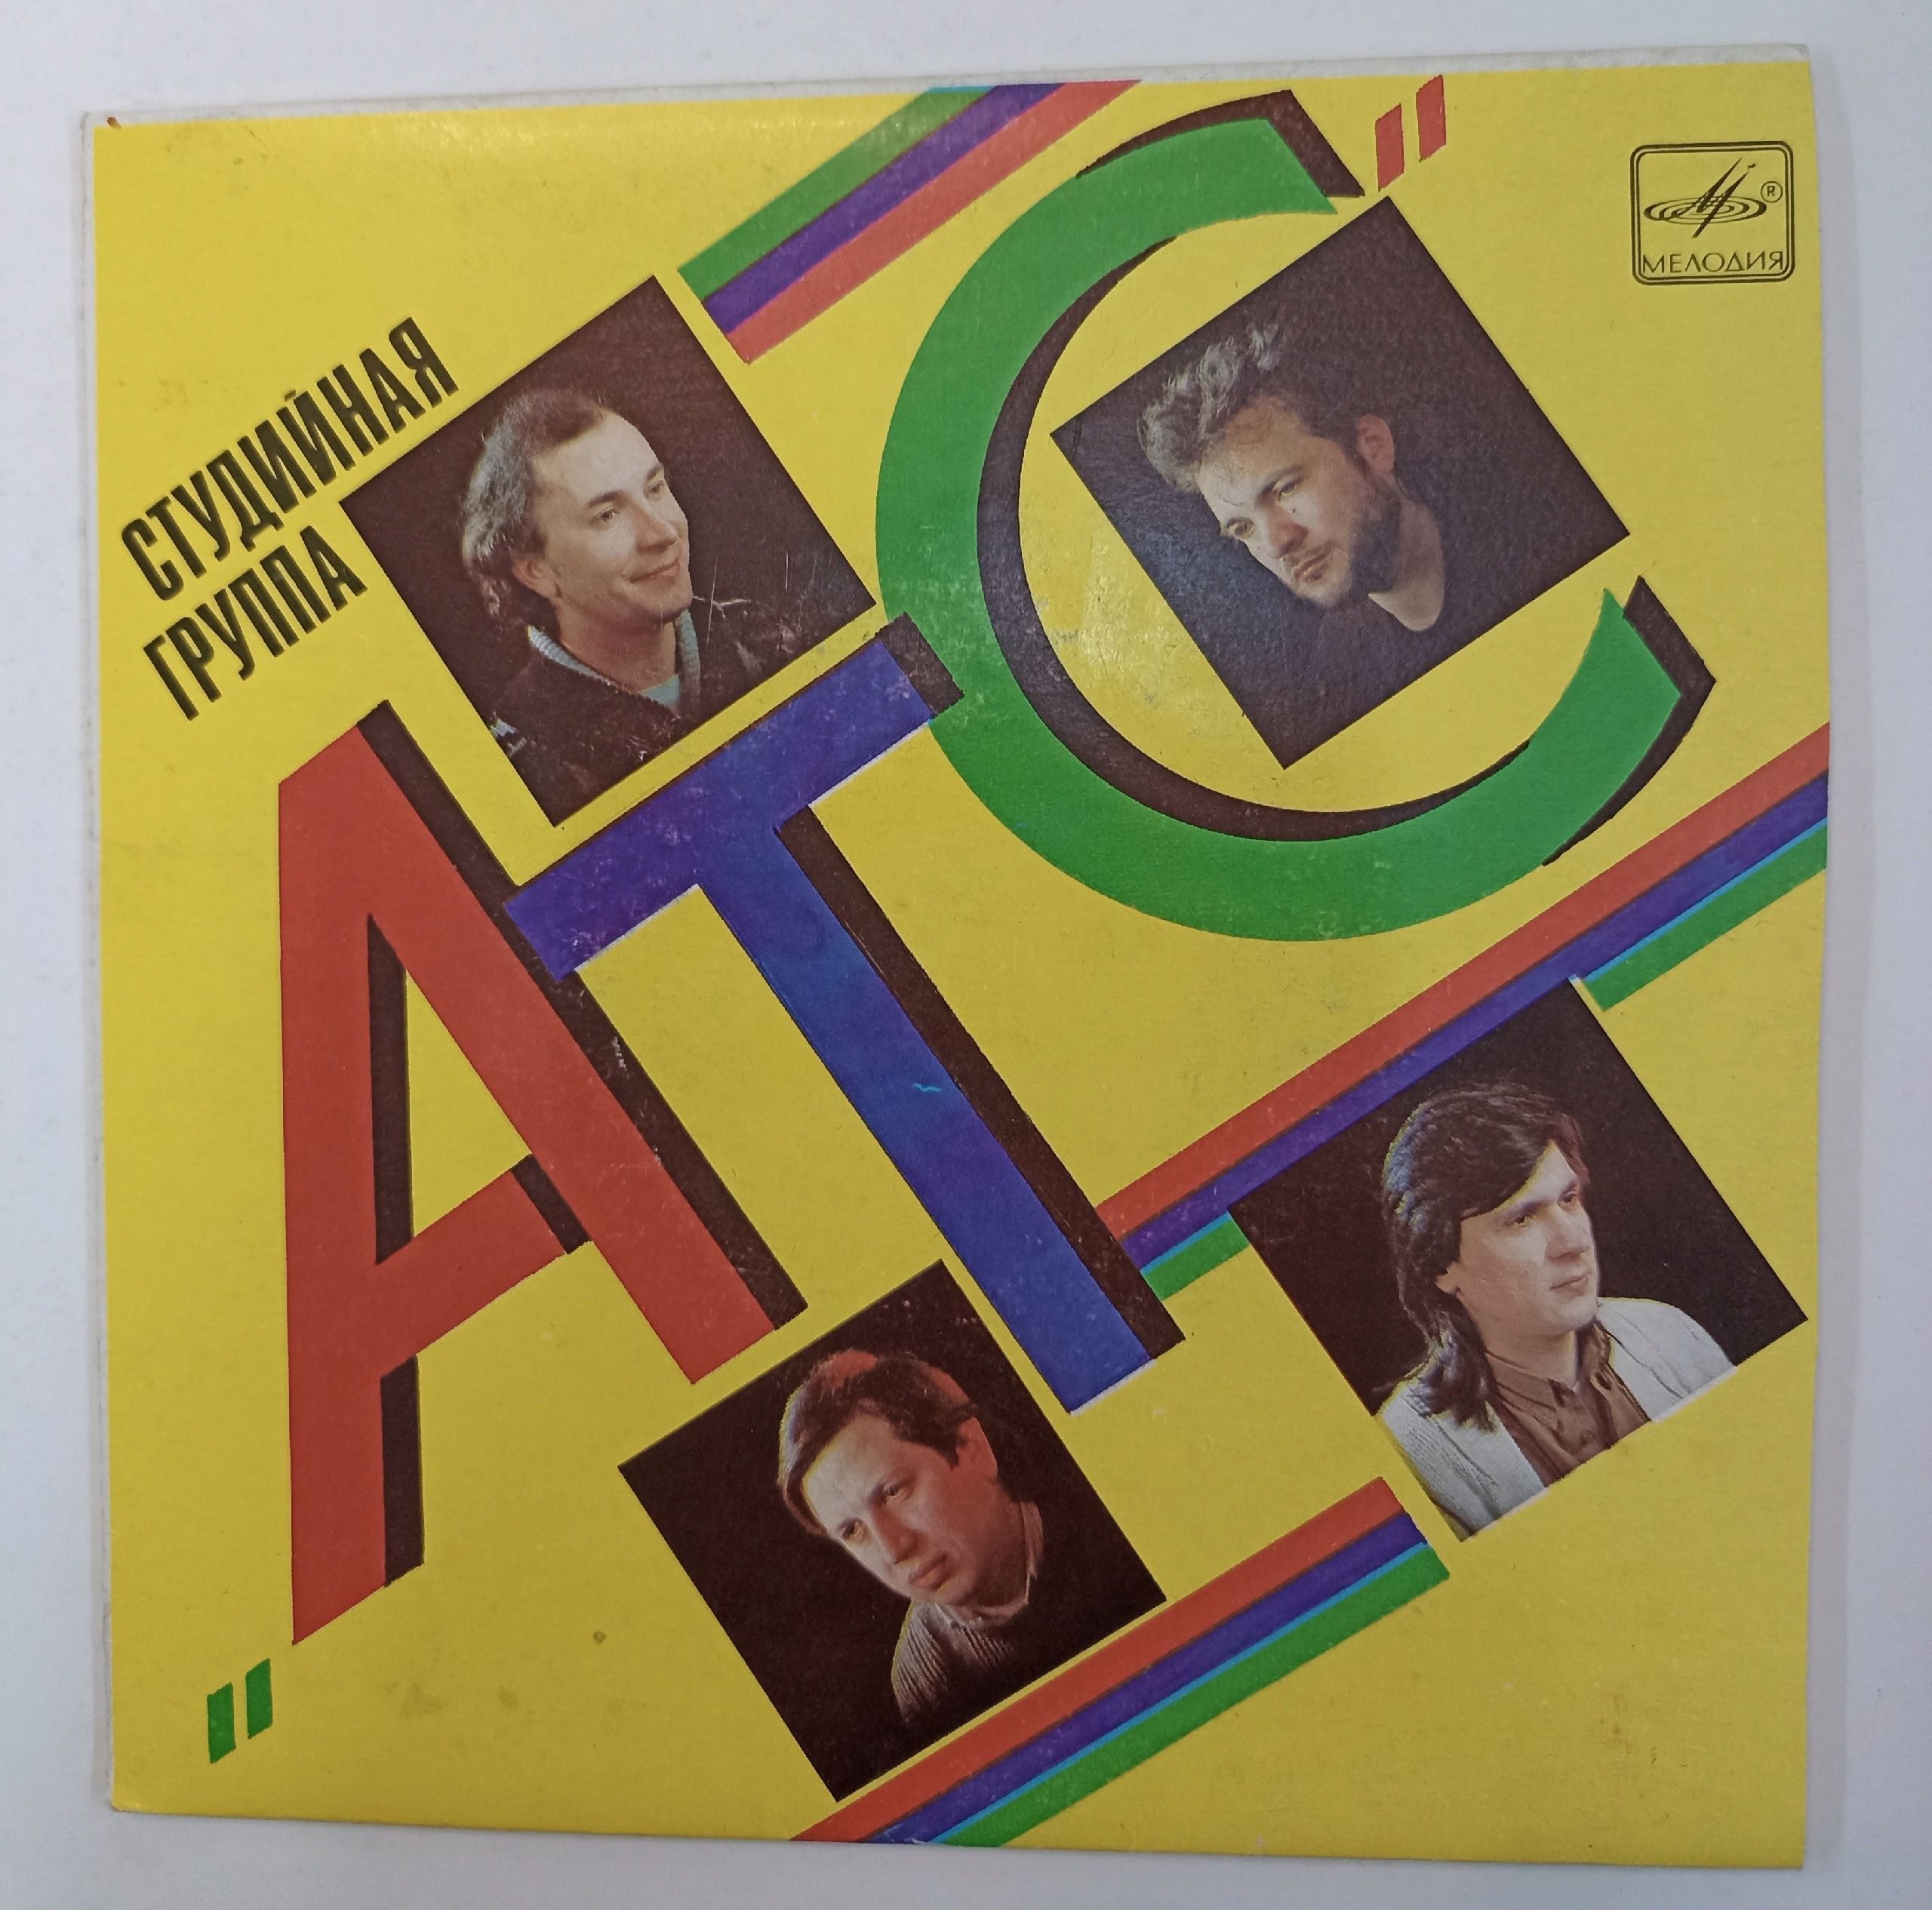 СТУДИЙНАЯ
ГРУППА
"АТС"
МЕЛОДИЯ
®